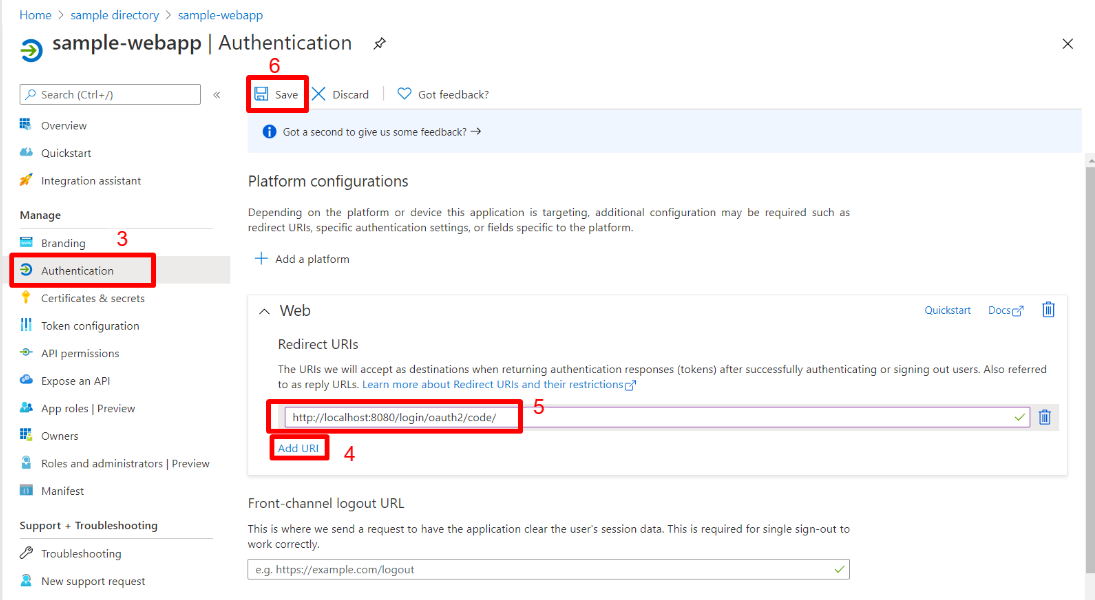 Home > sample directory > sample-webapp
sample-webapp | Authentication
6
Search (Ctrl+/)
«
Save
Discard
Got feedback?
Got a second to give us some feedback? →
Overview
Quickstart
Integration assistant
Manage
Branding
3
Authentication
Certificates & secrets
Token configuration
API permissions
Expose an API
App roles | Preview
Owners
Roles and administrators | Preview
Manifest
Support + Troubleshooting
Troubleshooting
New support request
Platform configurations
Depending on the platform or device this application is targeting, additional configuration may be required such as
redirect URIs, specific authentication settings, or fields specific to the platform.
Add a platform
Web
Quickstart
Docs
Redirect URIs
The URIs we will accept as destinations when returning authentication responses (tokens) after successfully authenticating or signing out users. Also referred
to as reply URLs. Learn more about Redirect URIs and their restrictions
http://localhost:8080/login/oauth2/code/
5
Add URI
4
Front-channel logout URL
This is where we send a request to have the application clear the user's session data. This is required for single sign-out to
work correctly.
e.g. https://example.com/logout